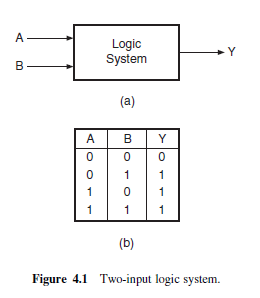 A
Logic
System
Y
B
(a)
A B Y
0 0 0
0 1 1
1 0 1
1 1 1
(b)
Figure 4.1 Two-input logic system.